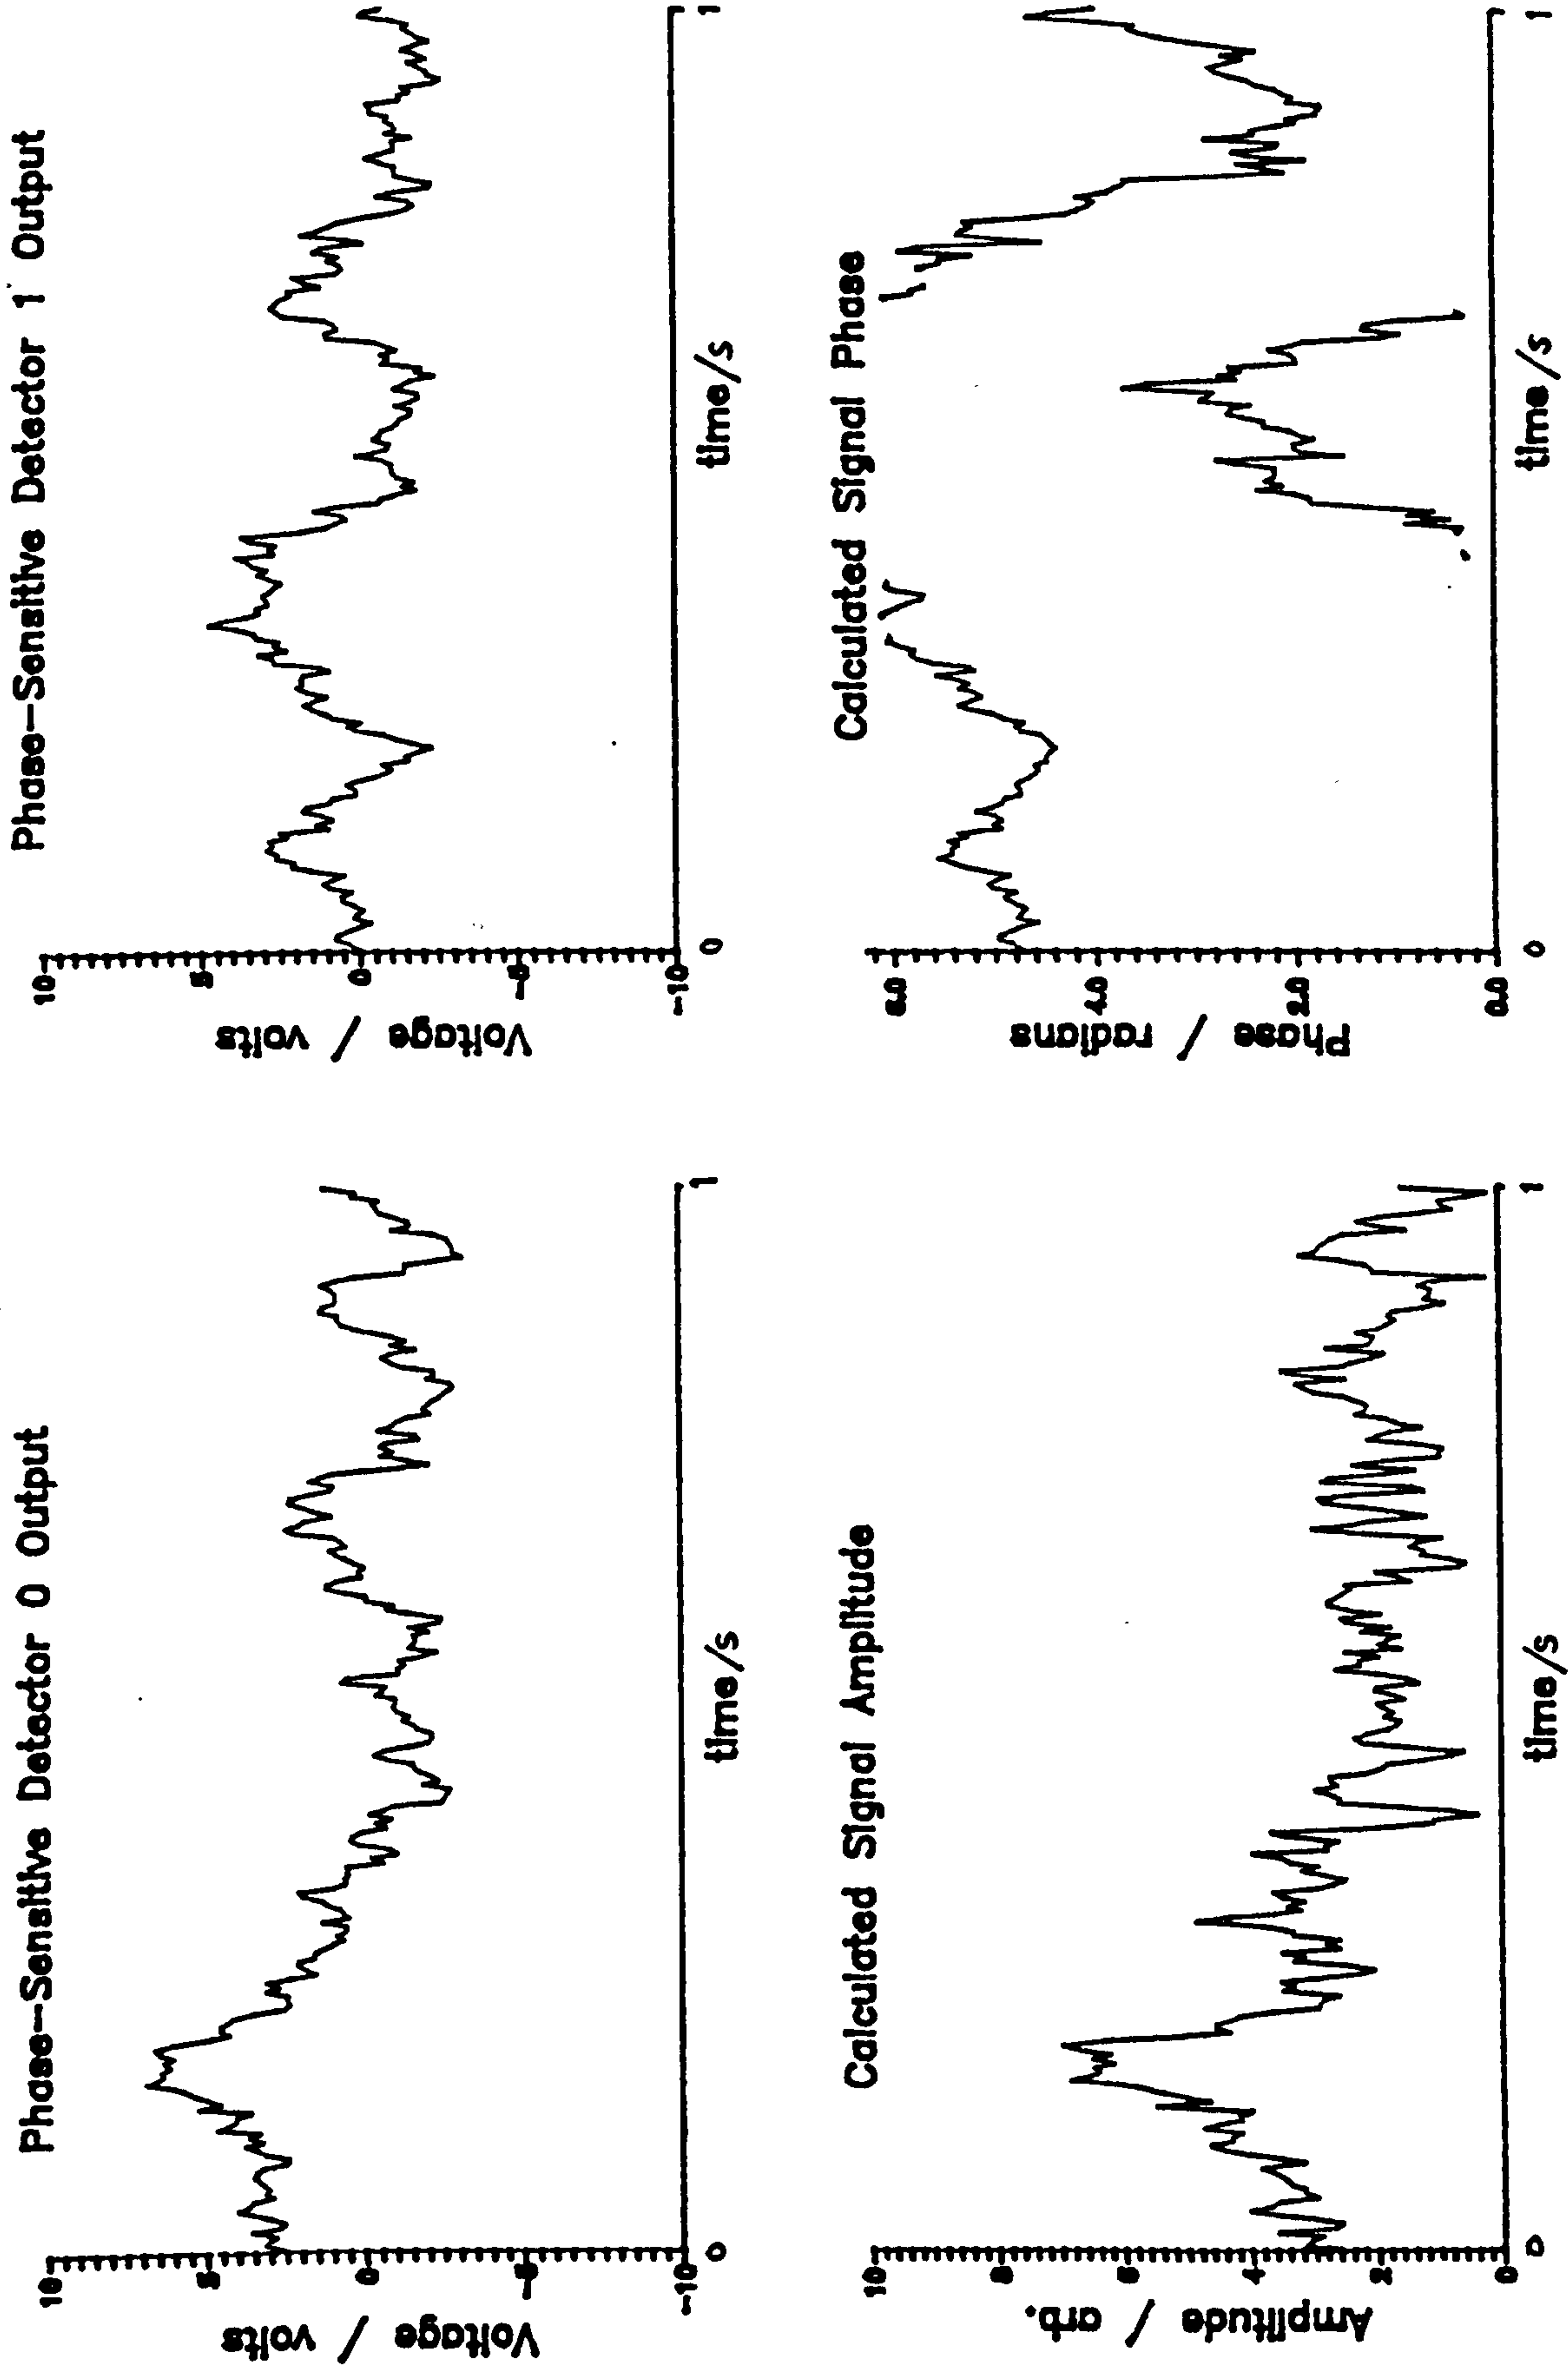 Phase-Sensitive Detector 0 Output
10
5
0
-5
-10
Voltage / volts
0
1
time/s
Phase-Sensitive Detector 1 Output
10
5
0
-5
-10
Voltage / volts
0
1
time/s
Calculated Signal Amplitude
10
8
6
4
2
0
Amplitude / arb.
0
1
time/s
Calculated Signal Phase
6.0
4.0
2.0
0.0
Phase / radians
0
1
time/s